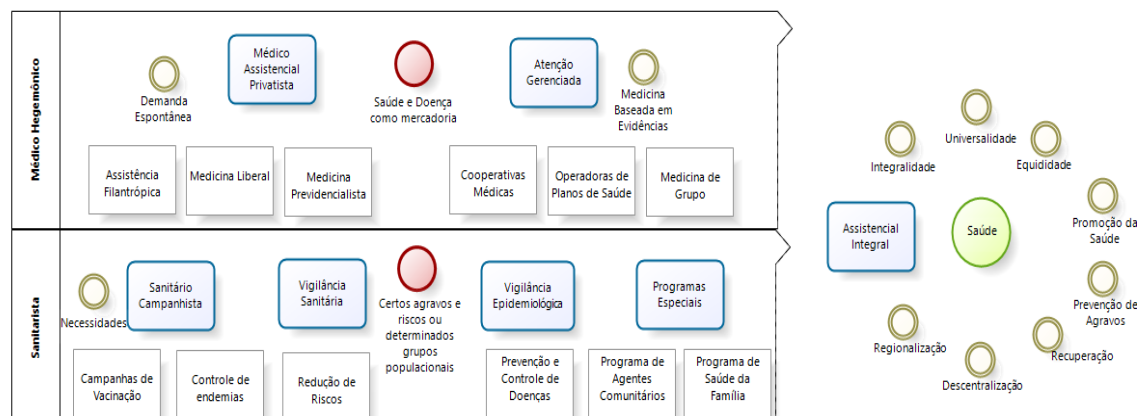 Médico Hegemônico
Demanda
Espontânea
Médico
Assistencial
Privatista
Saúde e Doença
como mercadoria
Atenção
Gerenciada
Medicina
Baseada em
Evidências
Assistência
Filantrópica
Medicina Liberal
Medicina
Previdencialista
Cooperativas
Médicas
Operadoras
de Planos de Saúde
Medicina de
Grupo
Sanitarista
Necessidades
Sanitário
Campanhista
Vigilância
Sanitária
Certos agravos e
riscos ou
determinados
grupos
populacionais
Vigilância
Epidemiológica
Programas
Especiais
Campanhas de
Vacinação
Controle de
endemias
Redução de
Riscos
Prevenção e
Controle de
Doenças
Programa de
Agentes
Comunitários
Programa de
Saúde da
Família
Universalidade
Integralidade
Equididade
Promoção da
Saúde
Assistencial
Integral
Saúde
Prevenção de
Agravos
Regionalização
Recuperação
Descentralização